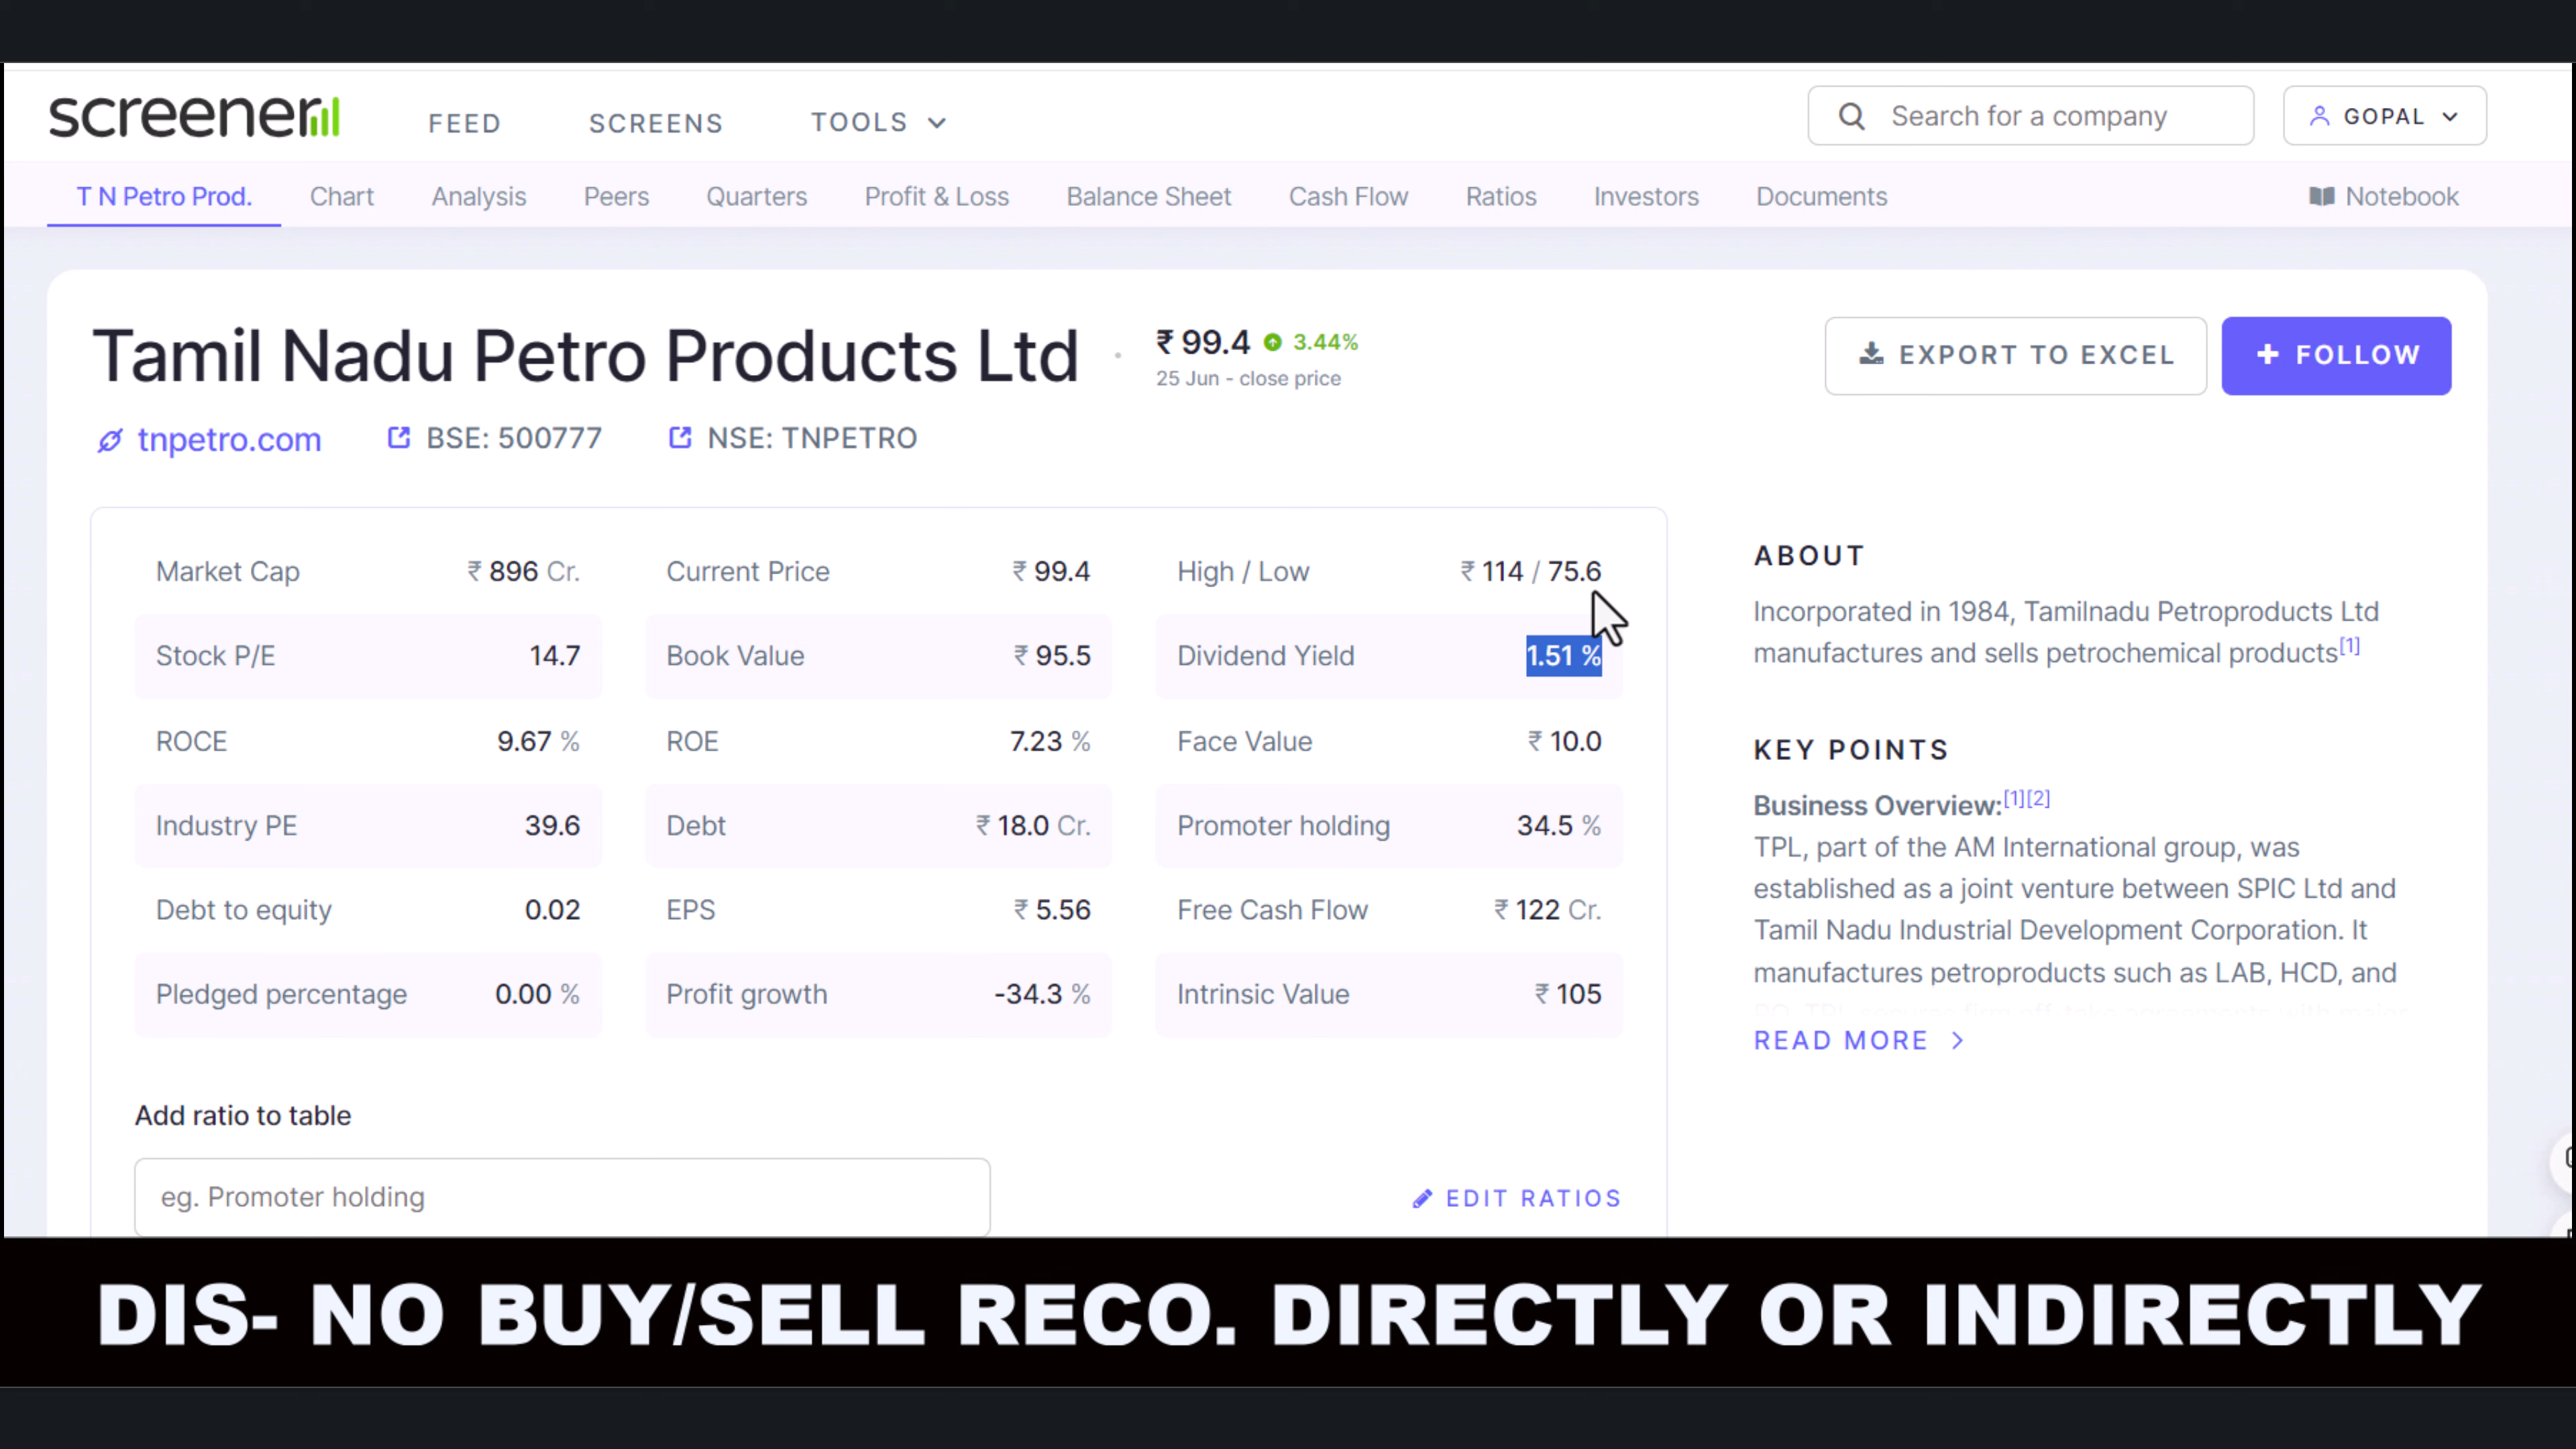 screener FEED SCREENS TOOLS Search for a company GOPAL
T N Petro Prod. Chart Analysis Peers Quarters Profit & Loss Balance Sheet Cash Flow Ratios Investors Documents Notebook
Tamil Nadu Petro Products Ltd ₹ 99.4 3.44%
25 Jun - close price
EXPORT TO EXCEL + FOLLOW
tnpetro.com BSE: 500777 NSE: TNPETRO
Market Cap ₹ 896 Cr. Current Price ₹ 99.4 High / Low ₹ 114 / 75.6
Stock P/E 14.7 Book Value ₹ 95.5 Dividend Yield 1.51 %
ROCE 9.67 % ROE 7.23 % Face Value ₹ 10.0
Industry PE 39.6 Debt ₹ 18.0 Cr. Promoter holding 34.5 %
Debt to equity 0.02 EPS ₹ 5.56 Free Cash Flow ₹ 122 Cr.
Pledged percentage 0.00 % Profit growth -34.3 % Intrinsic Value ₹ 105
Add ratio to table
eg. Promoter holding
EDIT RATIOS
ABOUT
Incorporated in 1984, Tamilnadu Petroproducts Ltd
manufactures and sells petrochemical products[1]
KEY POINTS
Business Overview:[1][2]
TPL, part of the AM International group, was
established as a joint venture between SPIC Ltd and
Tamil Nadu Industrial Development Corporation. It
manufactures petroproducts such as LAB, HCD, and
READ MORE
DIS- NO BUY/SELL RECO. DIRECTLY OR INDIRECTLY